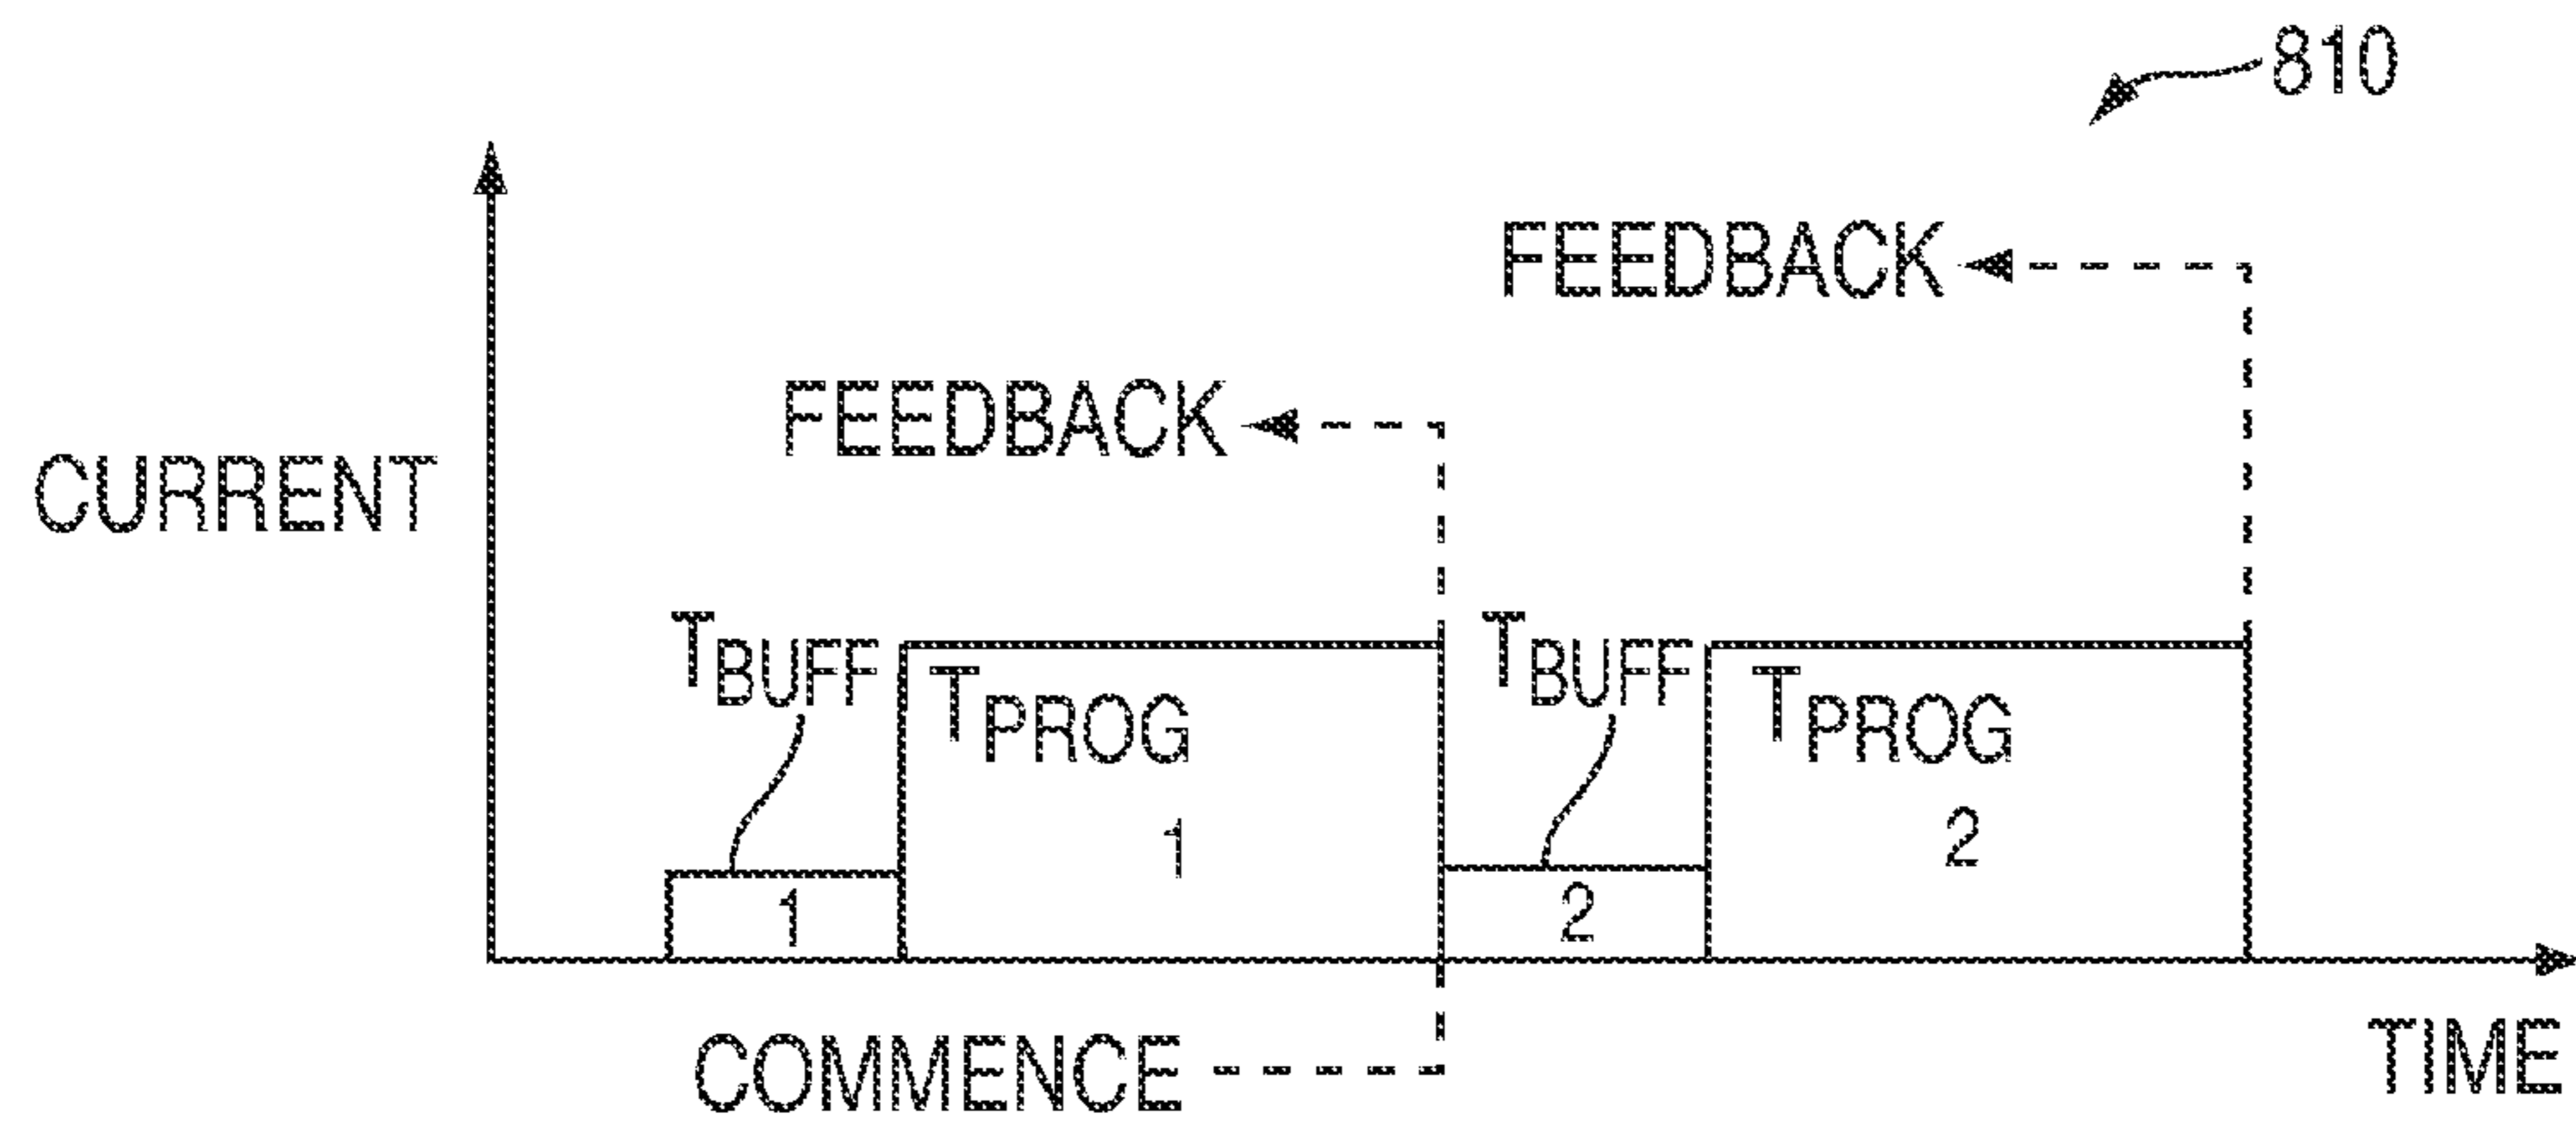 810
FEEDBACK
FEEDBACK
CURRENT
TBUFF
TPROG
TBUFF
TPROG
1
2
1
2
COMMENCE
TIME